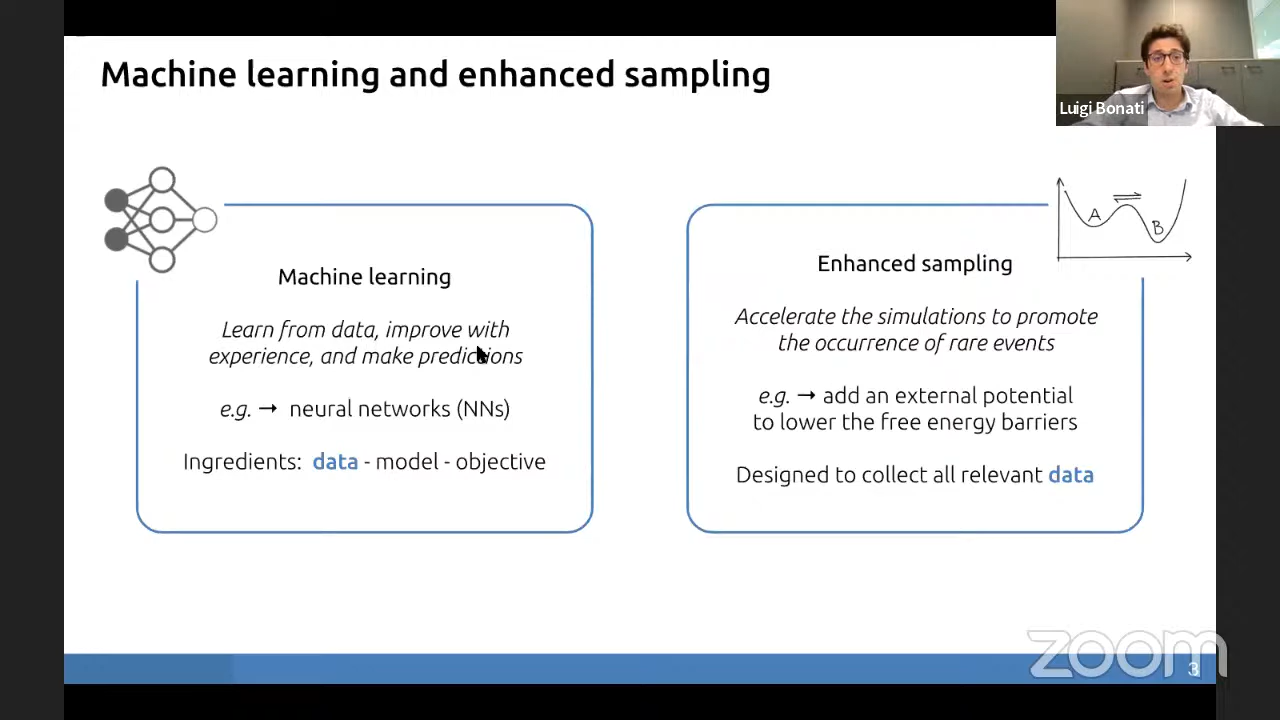 Machine learning and enhanced sampling
Luigi Bonati
Machine learning
Learn from data, improve with
experience, and make predictions
e.g. → neural networks (NNs)
Ingredients: data - model - objective
A
B
Enhanced sampling
Accelerate the simulations to promote
the occurrence of rare events
e.g. → add an external potential
to lower the free energy barriers
Designed to collect all relevant data
zoom
3